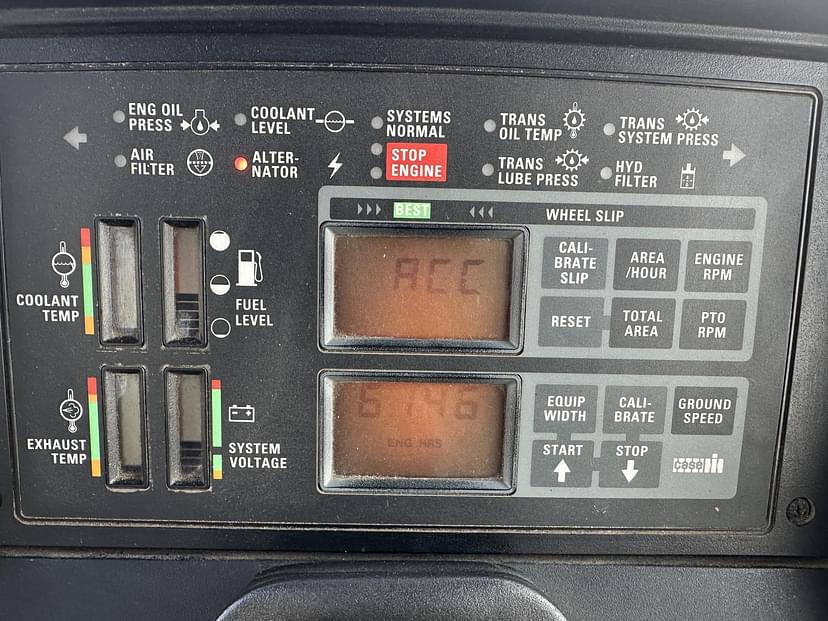 ENG OIL
PRESS
COOLANT
LEVEL
SYSTEMS
NORMAL
TRANS
OIL TEMP
TRANS
SYSTEM PRESS
AIR
FILTER
ALTER-
NATOR
STOP
ENGINE
TRANS
LUBE PRESS
HYD
FILTER
BEST
WHEEL SLIP
COOLANT
TEMP
FUEL
LEVEL
ACC
CALI-
BRATE
SLIP
AREA
/HOUR
ENGINE
RPM
RESET
TOTAL
AREA
PTO
RPM
EXHAUST
TEMP
SYSTEM
VOLTAGE
6146
ENG HRS
EQUIP
WIDTH
CALI-
BRATE
GROUND
SPEED
START
STOP
CASE IH